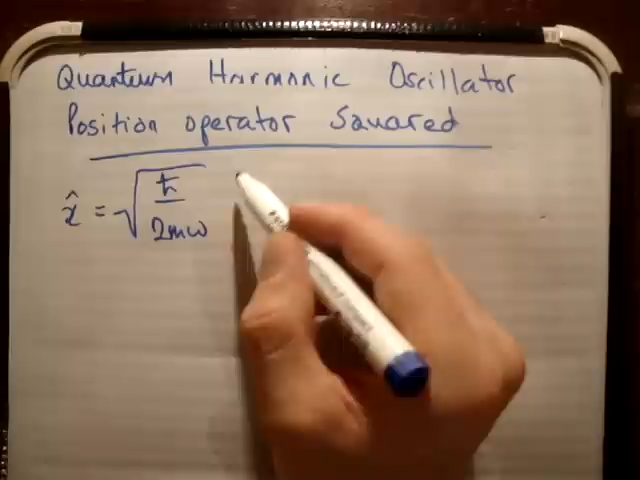 Quantum Harmonic Oscillator
Position operator Squared
x̂ = √(ħ / 2mω)